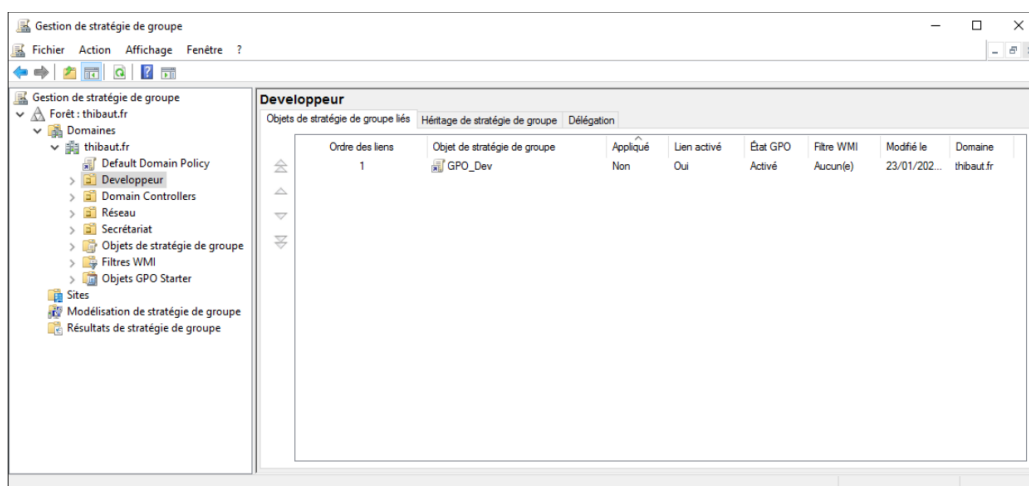 Gestion de stratégie de groupe
Fichier Action Affichage Fenêtre ?
Gestion de stratégie de groupe
Forêt : thibaut.fr
Domaines
thibaut.fr
Default Domain Policy
Developpeur
Domain Controllers
Réseau
Secrétariat
Objets de stratégie de groupe
Filtres WMI
Objets GPO Starter
Sites
Modélisation de stratégie de groupe
Résultats de stratégie de groupe
Developpeur
Objets de stratégie de groupe liés Héritage de stratégie de groupe Délégation
Ordre des liens Objet de stratégie de groupe Appliqué Lien activé État GPO Filtre WMI Modifié le Domaine
1 GPO_Dev Non Oui Activé Aucun(e) 23/01/202... thibaut.fr